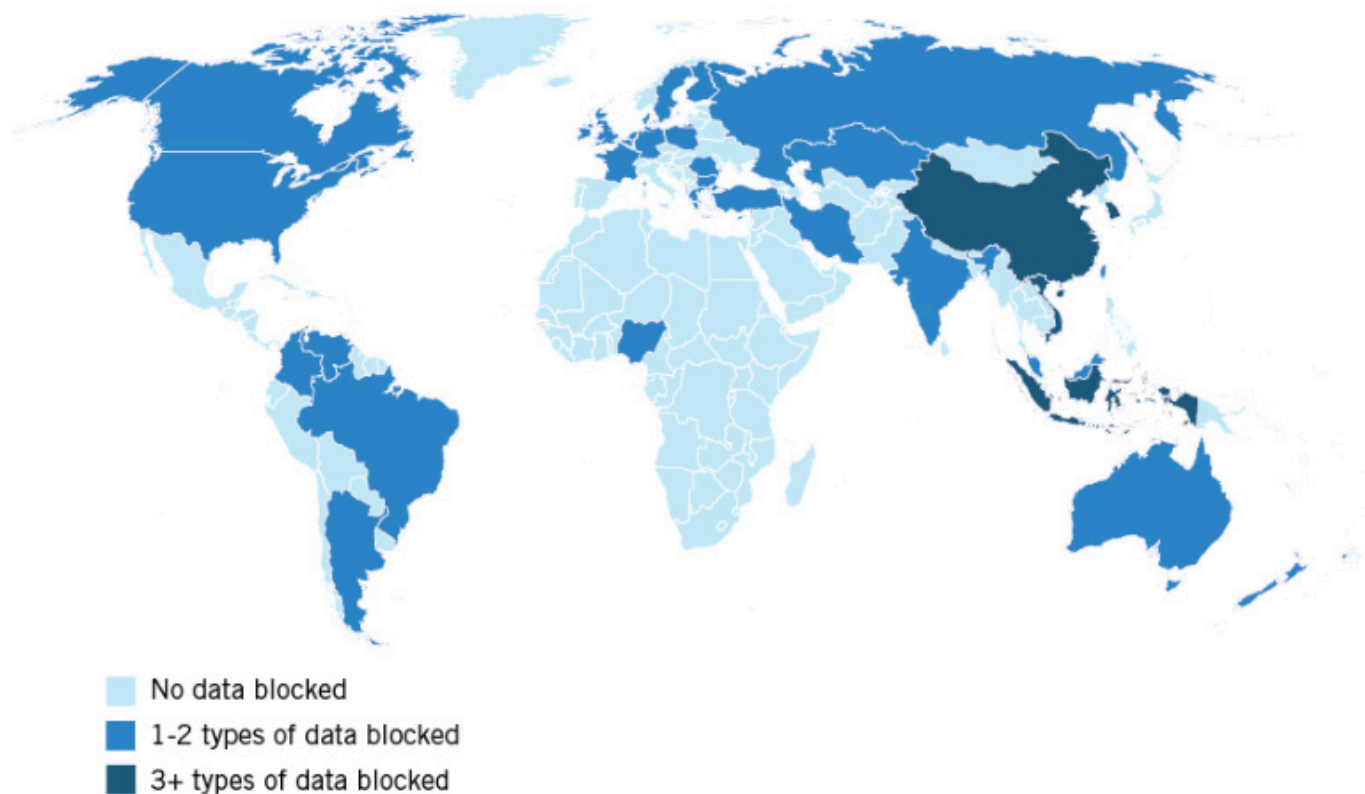 No data blocked
1-2 types of data blocked
3+ types of data blocked